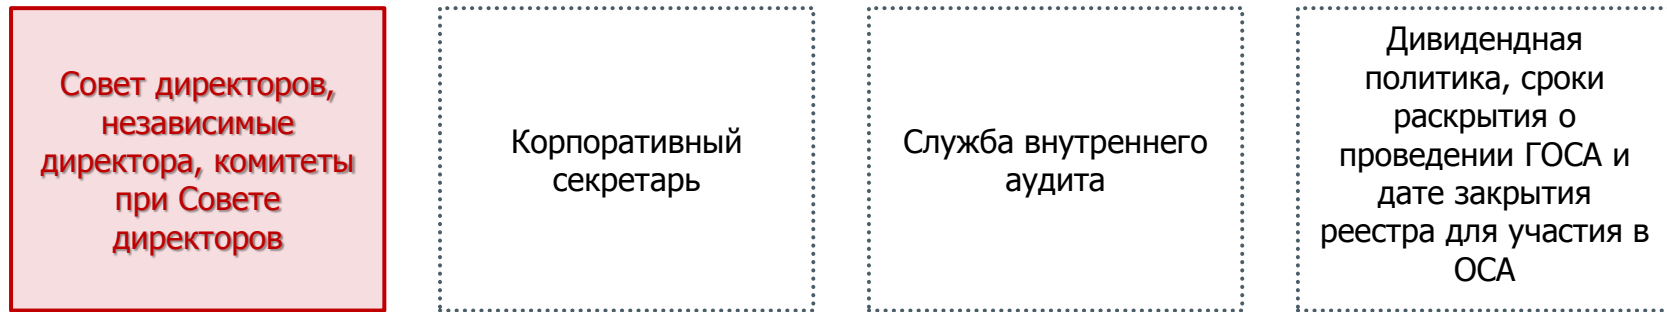 Совет директоров,
независимые
директора, комитеты
при Совете
директоров
Корпоративный
секретарь
Служба внутреннего
аудита
Дивидендная
политика, сроки
раскрытия о
проведении ГОСА и
дате закрытия
реестра для участия в
ОСА